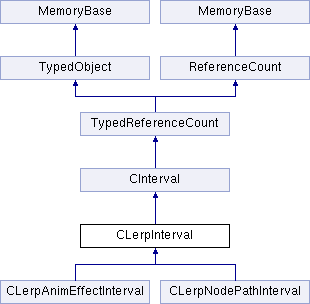 MemoryBase MemoryBase
TypedObject ReferenceCount
TypedReferenceCount
CInterval
CLerpInterval
CLerpAnimEffectInterval CLerpNodePathInterval